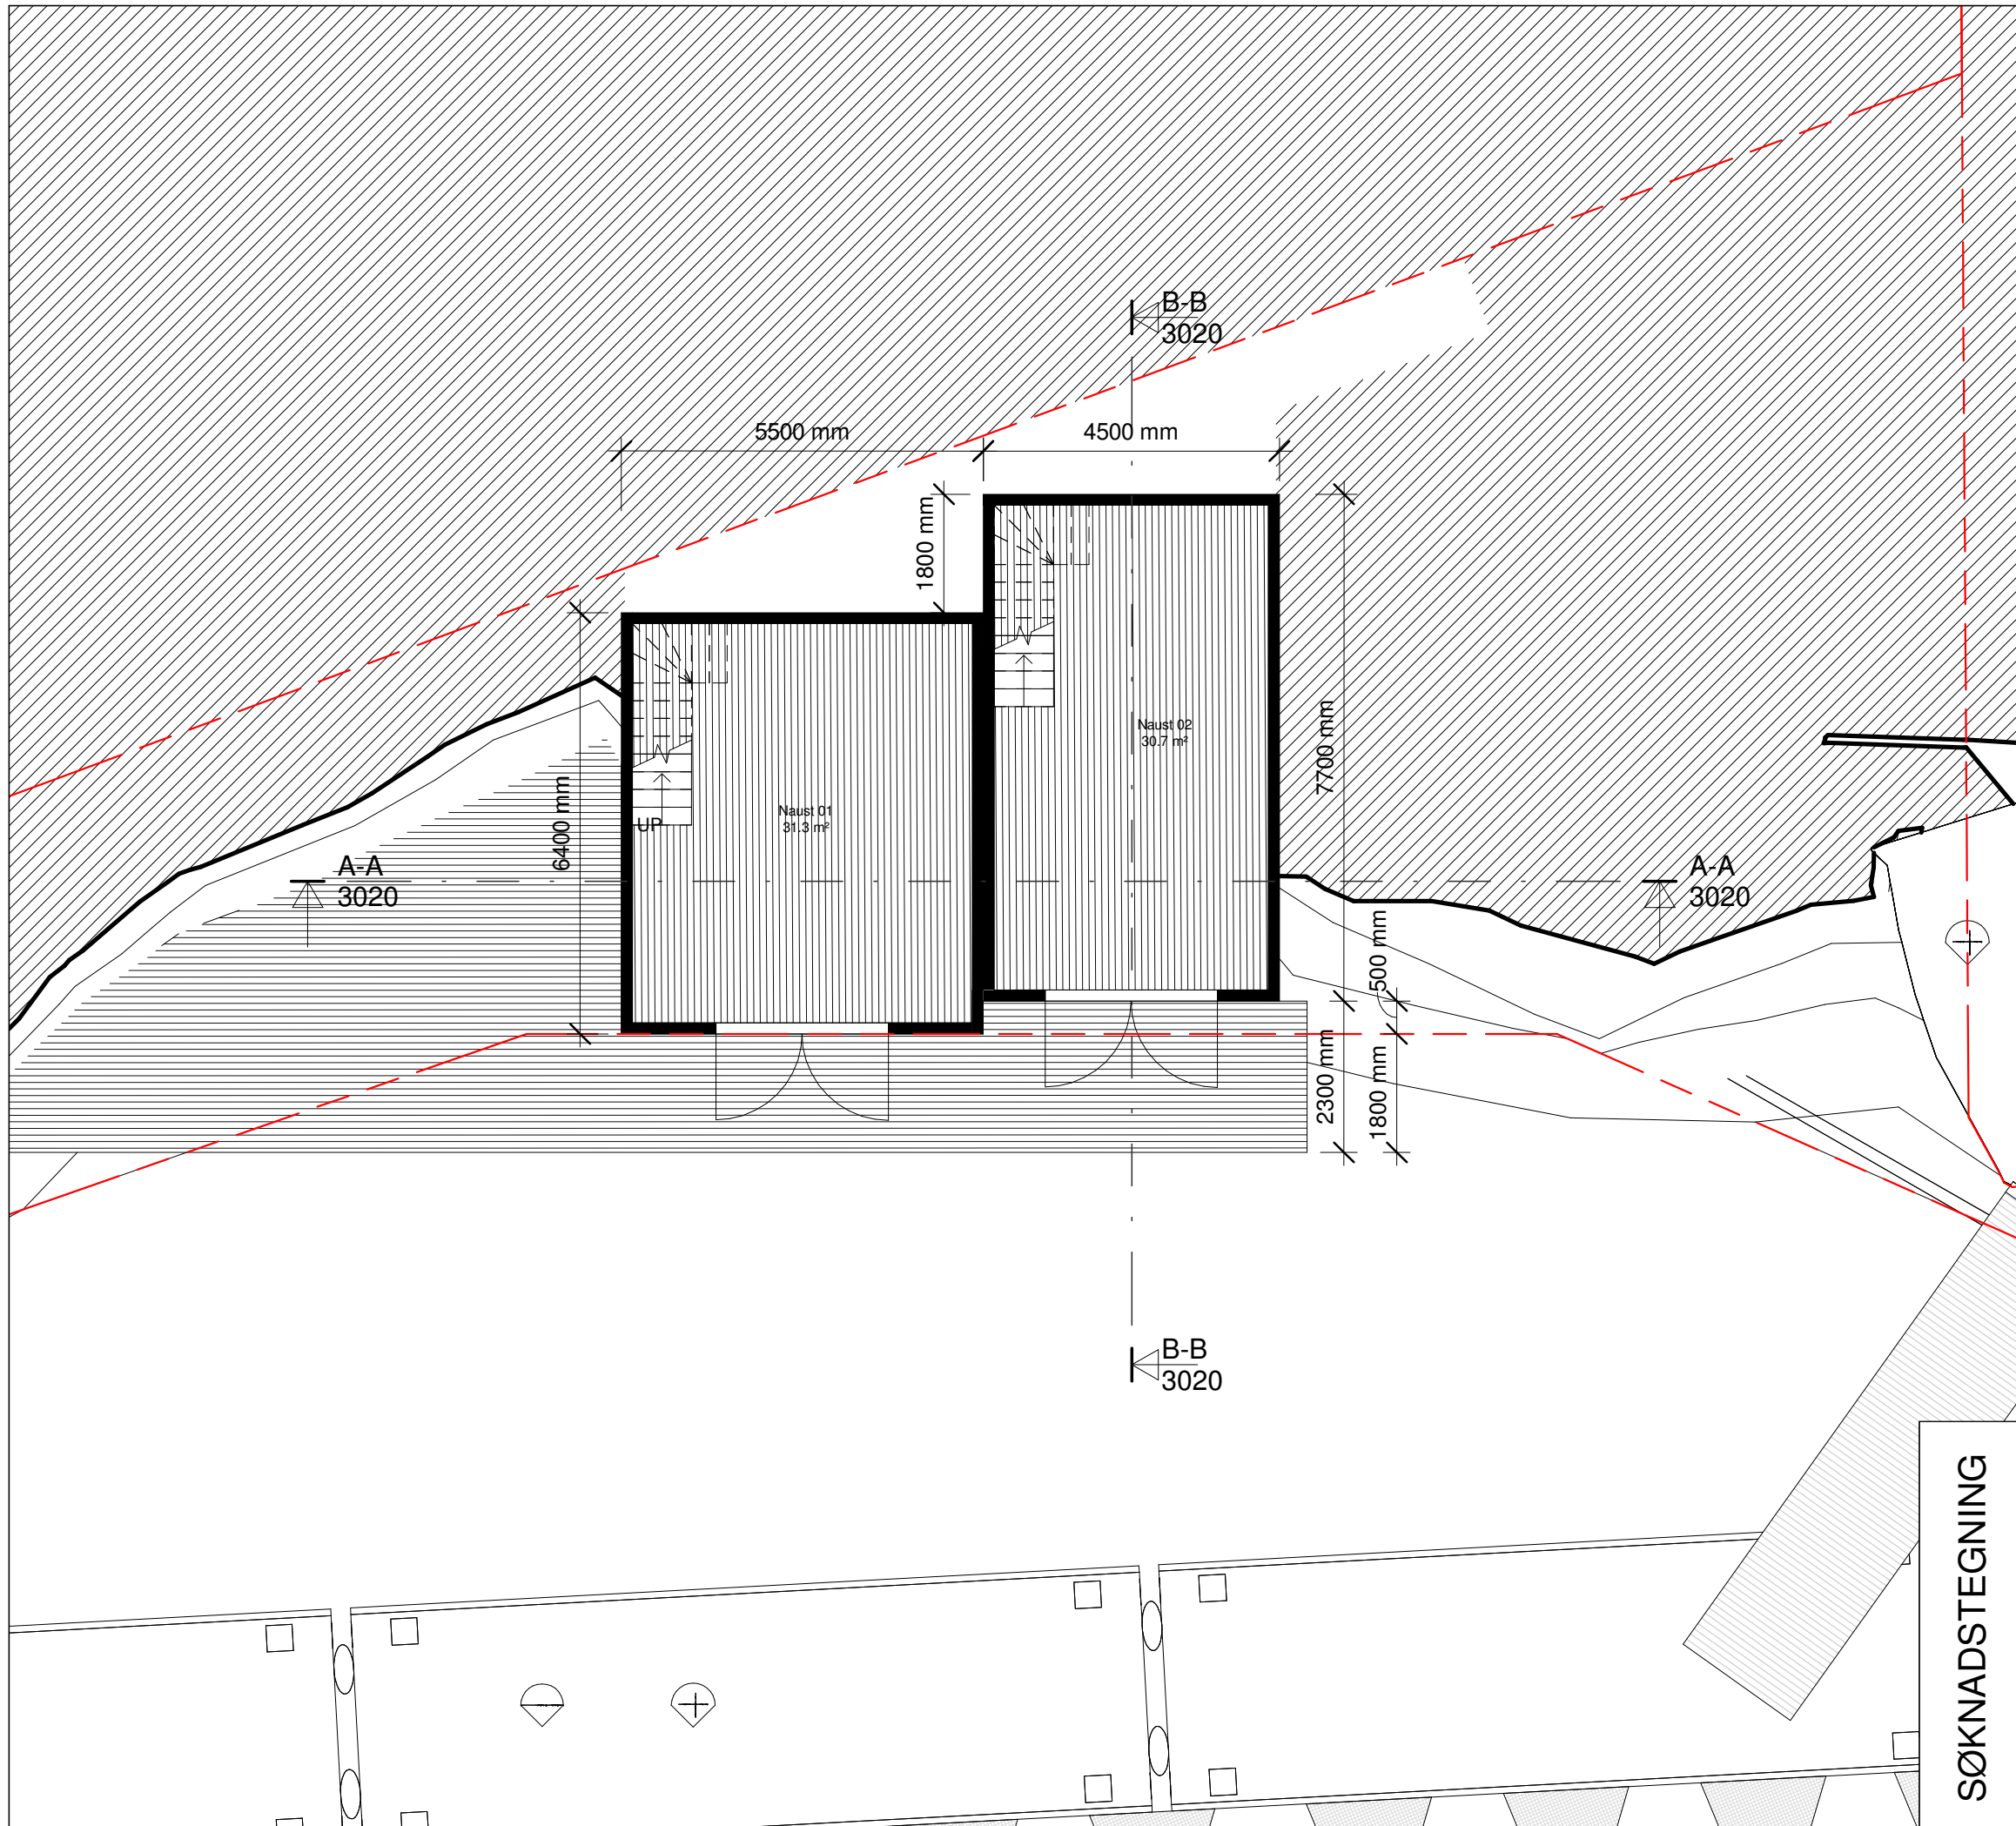 B-B
3020
5500 mm
4500 mm
1800 mm
Naust 02
30.7 m²
7700 mm
6400 mm
Naust 01
31.3 m²
UP
A-A
3020
A-A
3020
500 mm
2300 mm
1800 mm
B-B
3020
SØKNADSTEGNING